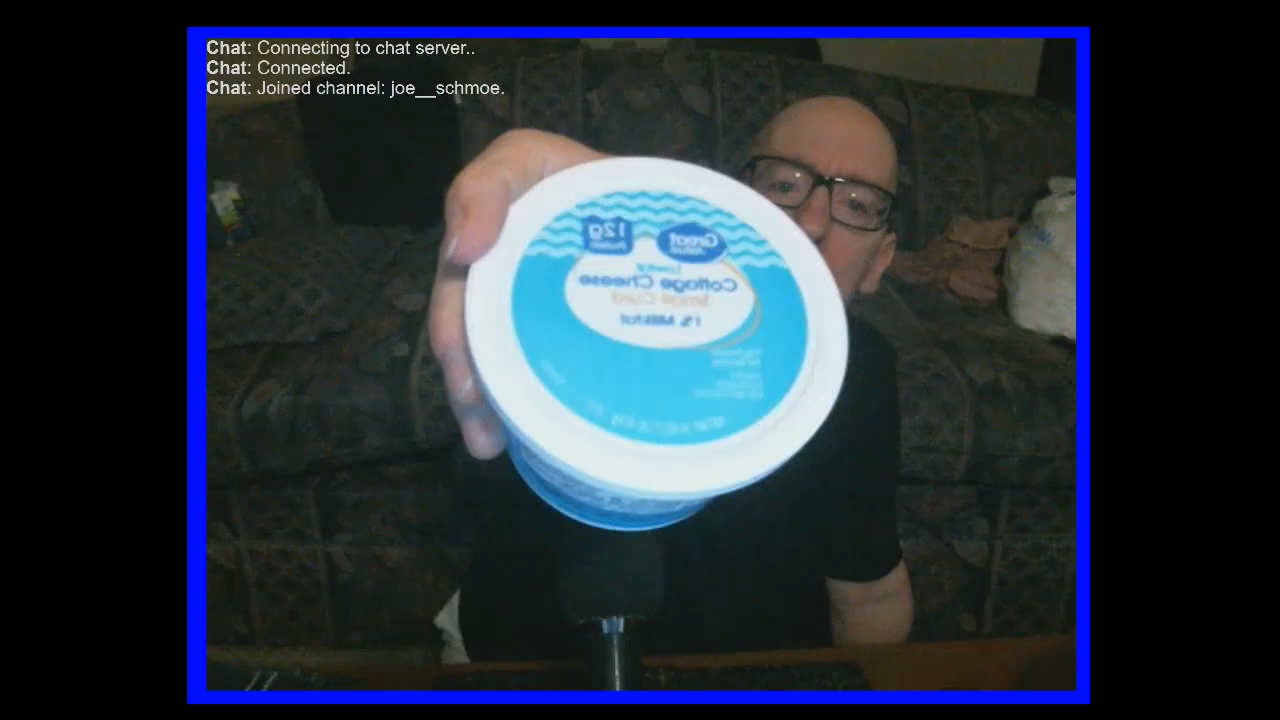 Chat: Connecting to chat server..
Chat: Connected.
Chat: Joined channel: joe__schmoe.
12g
Protein
Great
Value
Lowfat
Cottage Cheese
Small Curd
1% Milkfat